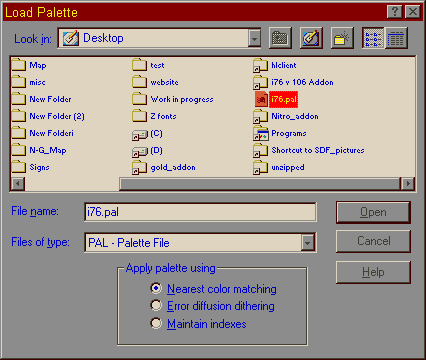 Load Palette
Look in: Desktop
Map test hlclient
misc website i76 v 106 Addon
New Folder Work in progress i76.pal
New Folder (2) Z fonts Nitro_addon
New Folderi (C) Programs
N-G_Map (D) Shortcut to SDF_pictures
Signs gold_addon unzipped
File name: i76.pal Open
Files of type: PAL - Palette File Cancel
Apply palette using Help
Nearest color matching
Error diffusion dithering
Maintain indexes